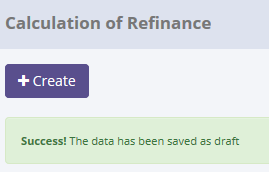 Calculation of Refinance
+ Create
Success! The data has been saved as draft